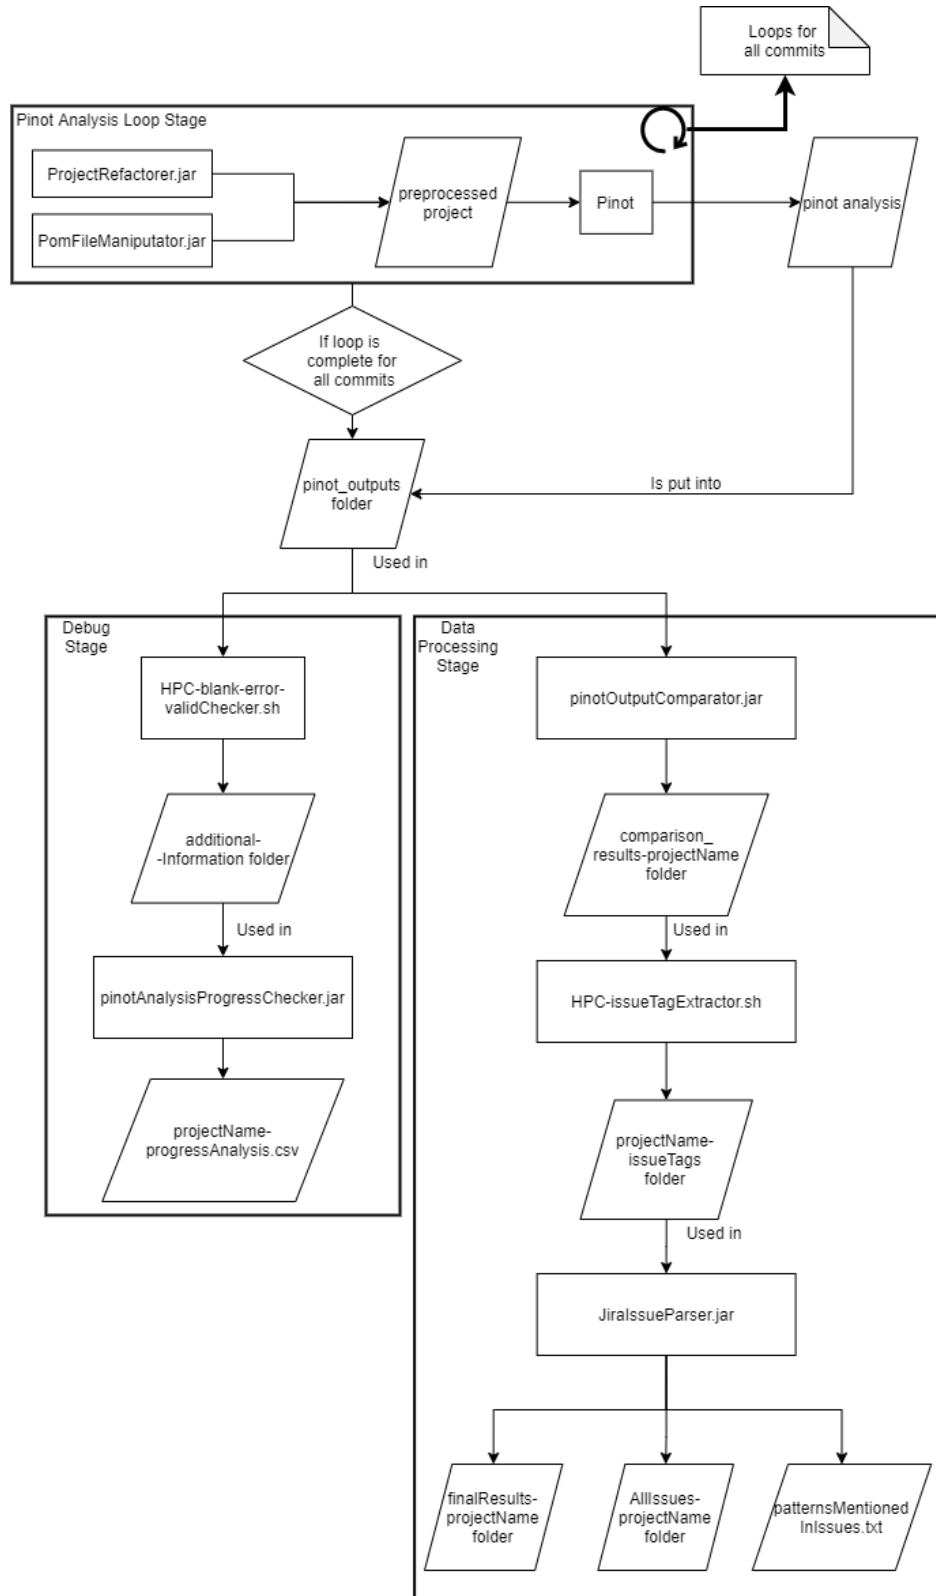 Loops for
all commits
Pinot Analysis Loop Stage
ProjectRefactorer.jar
PomFileManiputator.jar
preprocessed
project
Pinot
pinot analysis
If loop is
complete for
all commits
pinot_outputs
folder
Is put into
Used in
Debug
Stage
HPC-blank-error-
validChecker.sh
additional-
-Information folder
Used in
pinotAnalysisProgressChecker.jar
projectName-
progressAnalysis.csv
Data
Processing
Stage
pinotOutputComparator.jar
comparison_
results-projectName
folder
Used in
HPC-issueTagExtractor.sh
projectName-
issueTags
folder
Used in
JiraIssueParser.jar
finalResults-
projectName
folder
AllIssues-
projectName
folder
patternsMentioned
InIssues.txt